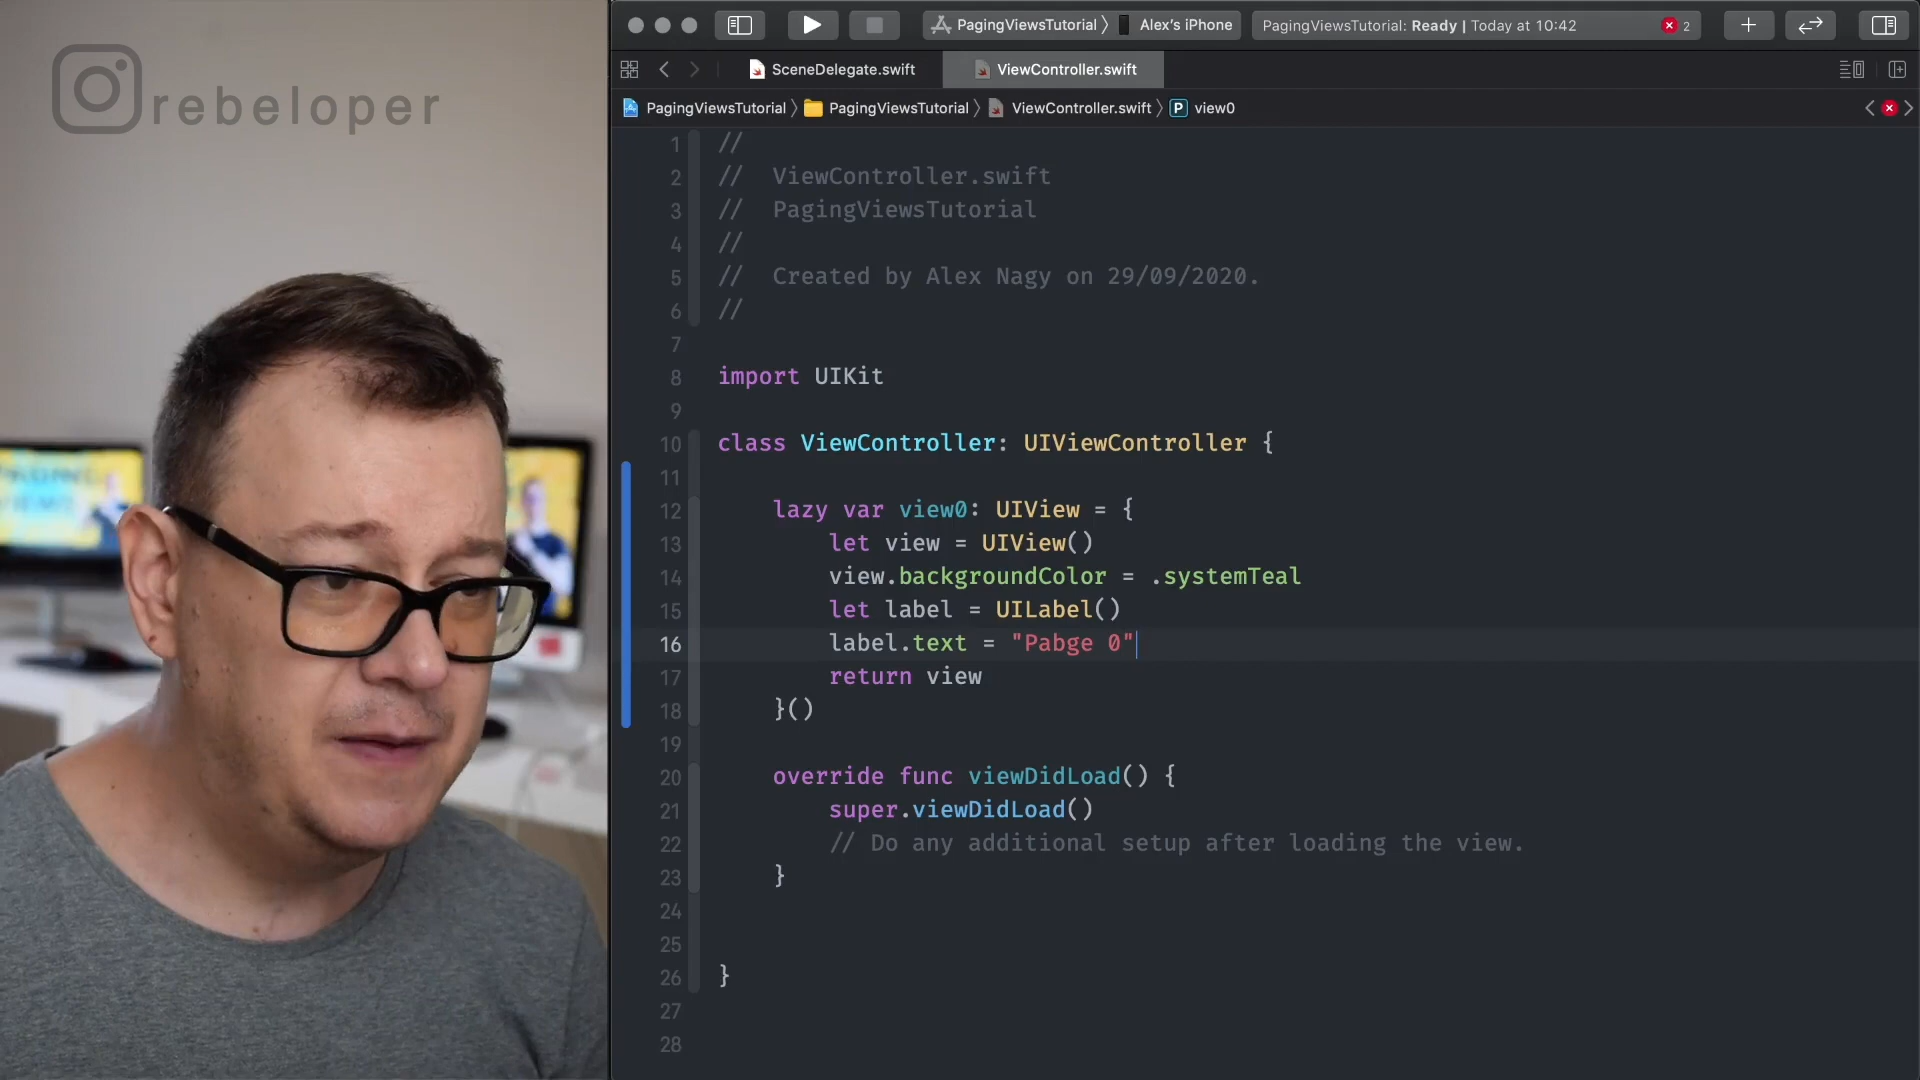 rebeloper
PagingViewsTutorial 〉 Alex's iPhone
PagingViewsTutorial: Ready | Today at 10:42
2
SceneDelegate.swift
ViewController.swift
PagingViewsTutorial 〉 PagingViewsTutorial 〉 ViewController.swift 〉 P view0
1 //
2 //  ViewController.swift
3 //  PagingViewsTutorial
4 //
5 //  Created by Alex Nagy on 29/09/2020.
6 //
7
8 import UIKit
9
10 class ViewController: UIViewController {
11
12     lazy var view0: UIView = {
13         let view = UIView()
14         view.backgroundColor = .systemTeal
15         let label = UILabel()
16         label.text = "Pabge 0"
17         return view
18     }()
19
20     override func viewDidLoad() {
21         super.viewDidLoad()
22         // Do any additional setup after loading the view.
23     }
24
25
26 }
27
28